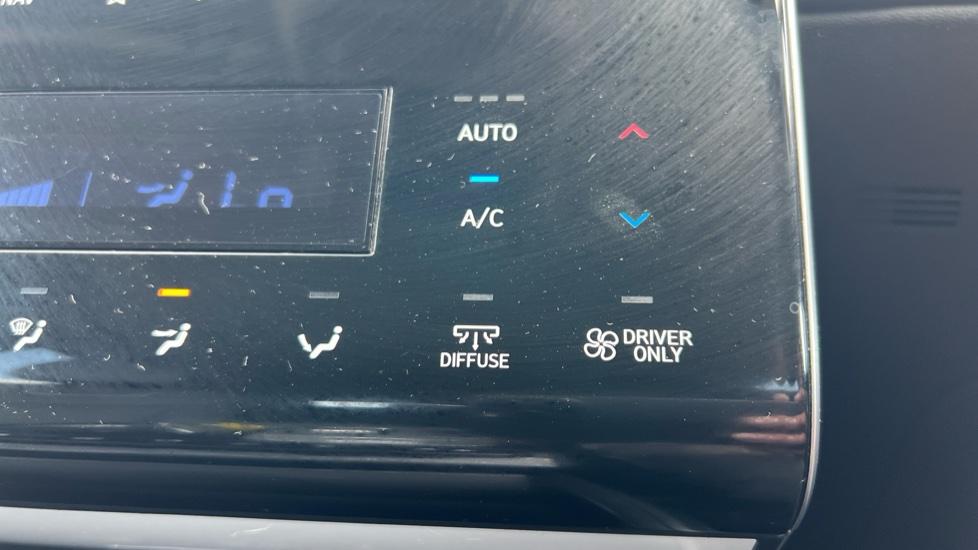 AUTO
A/C
DIFFUSE
DRIVER
ONLY